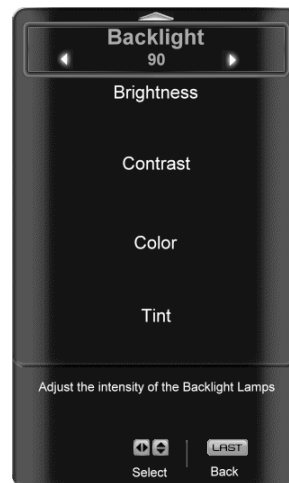 Backlight
90
Brightness
Contrast
Color
Tint
Adjust the intensity of the Backlight Lamps
LAST
Select
Back